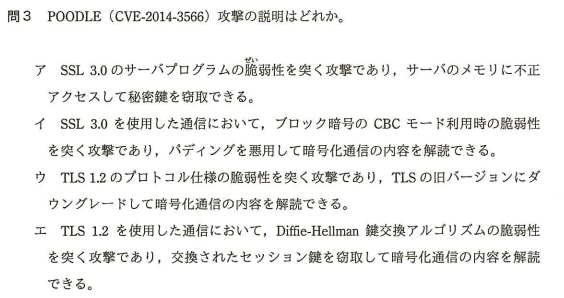 問3　POODLE（CVE-2014-3566）攻撃の説明はどれか。
ぜい
ア　SSL 3.0 のサーバプログラムの脆弱性を突く攻撃であり，サーバのメモリに不正
アクセスして秘密鍵を窃取できる。
イ　SSL 3.0 を使用した通信において，ブロック暗号の CBC モード利用時の脆弱性
を突く攻撃であり，パディングを悪用して暗号化通信の内容を解読できる。
ウ　TLS 1.2 のプロトコル仕様の脆弱性を突く攻撃であり，TLS の旧バージョンにダ
ウングレードして暗号化通信の内容を解読できる。
エ　TLS 1.2 を使用した通信において，Diffie-Hellman 鍵交換アルゴリズムの脆弱性
を突く攻撃であり，交換されたセッション鍵を窃取して暗号化通信の内容を解読
できる。